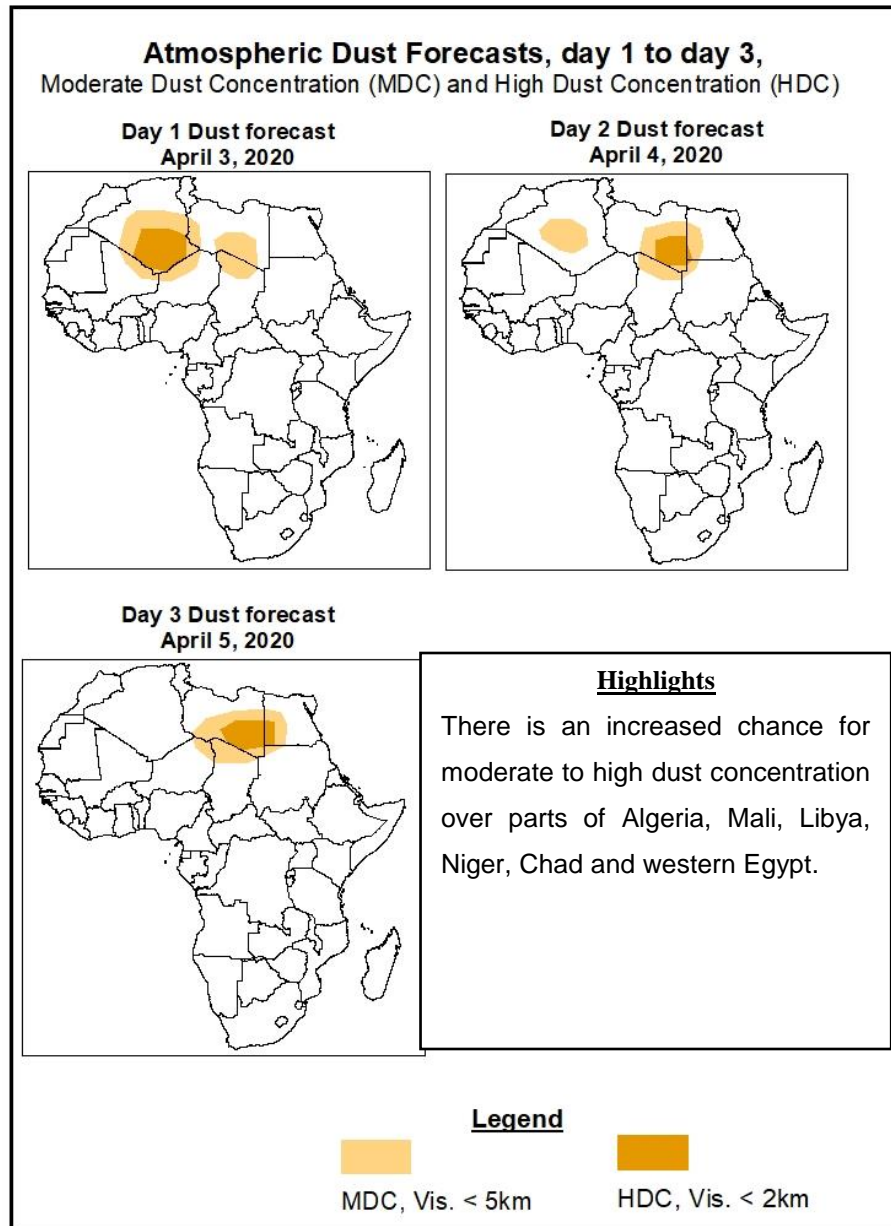 Atmospheric Dust Forecasts, day 1 to day 3,
Moderate Dust Concentration (MDC) and High Dust Concentration (HDC)
Day 1 Dust forecast
April 3, 2020
Day 2 Dust forecast
April 4, 2020
Day 3 Dust forecast
April 5, 2020
Highlights
There is an increased chance for
moderate to high dust concentration
over parts of Algeria, Mali, Libya,
Niger, Chad and western Egypt.
Legend
MDC, Vis. < 5km
HDC, Vis. < 2km